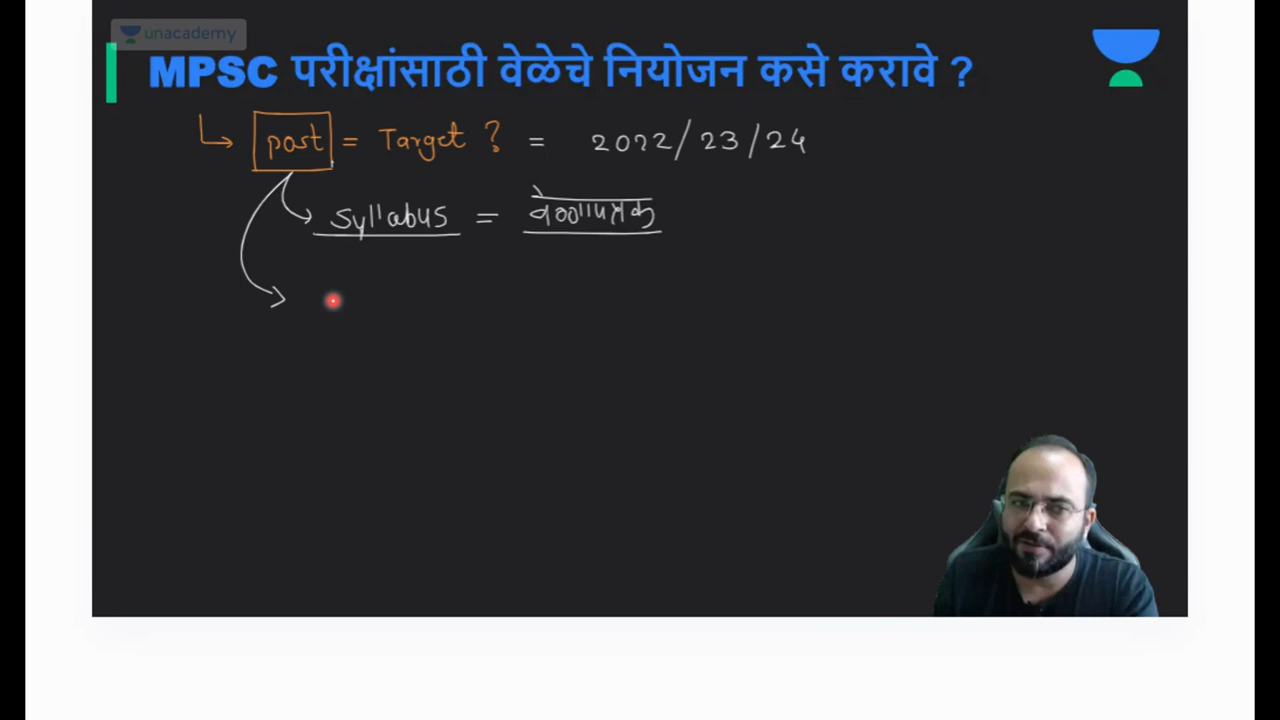 unacademy
MPSC परीक्षांसाठी वेळेचे नियोजन कसे करावे ?
post = Target ? = 2022/23/24
Syllabus = वेळापत्रक